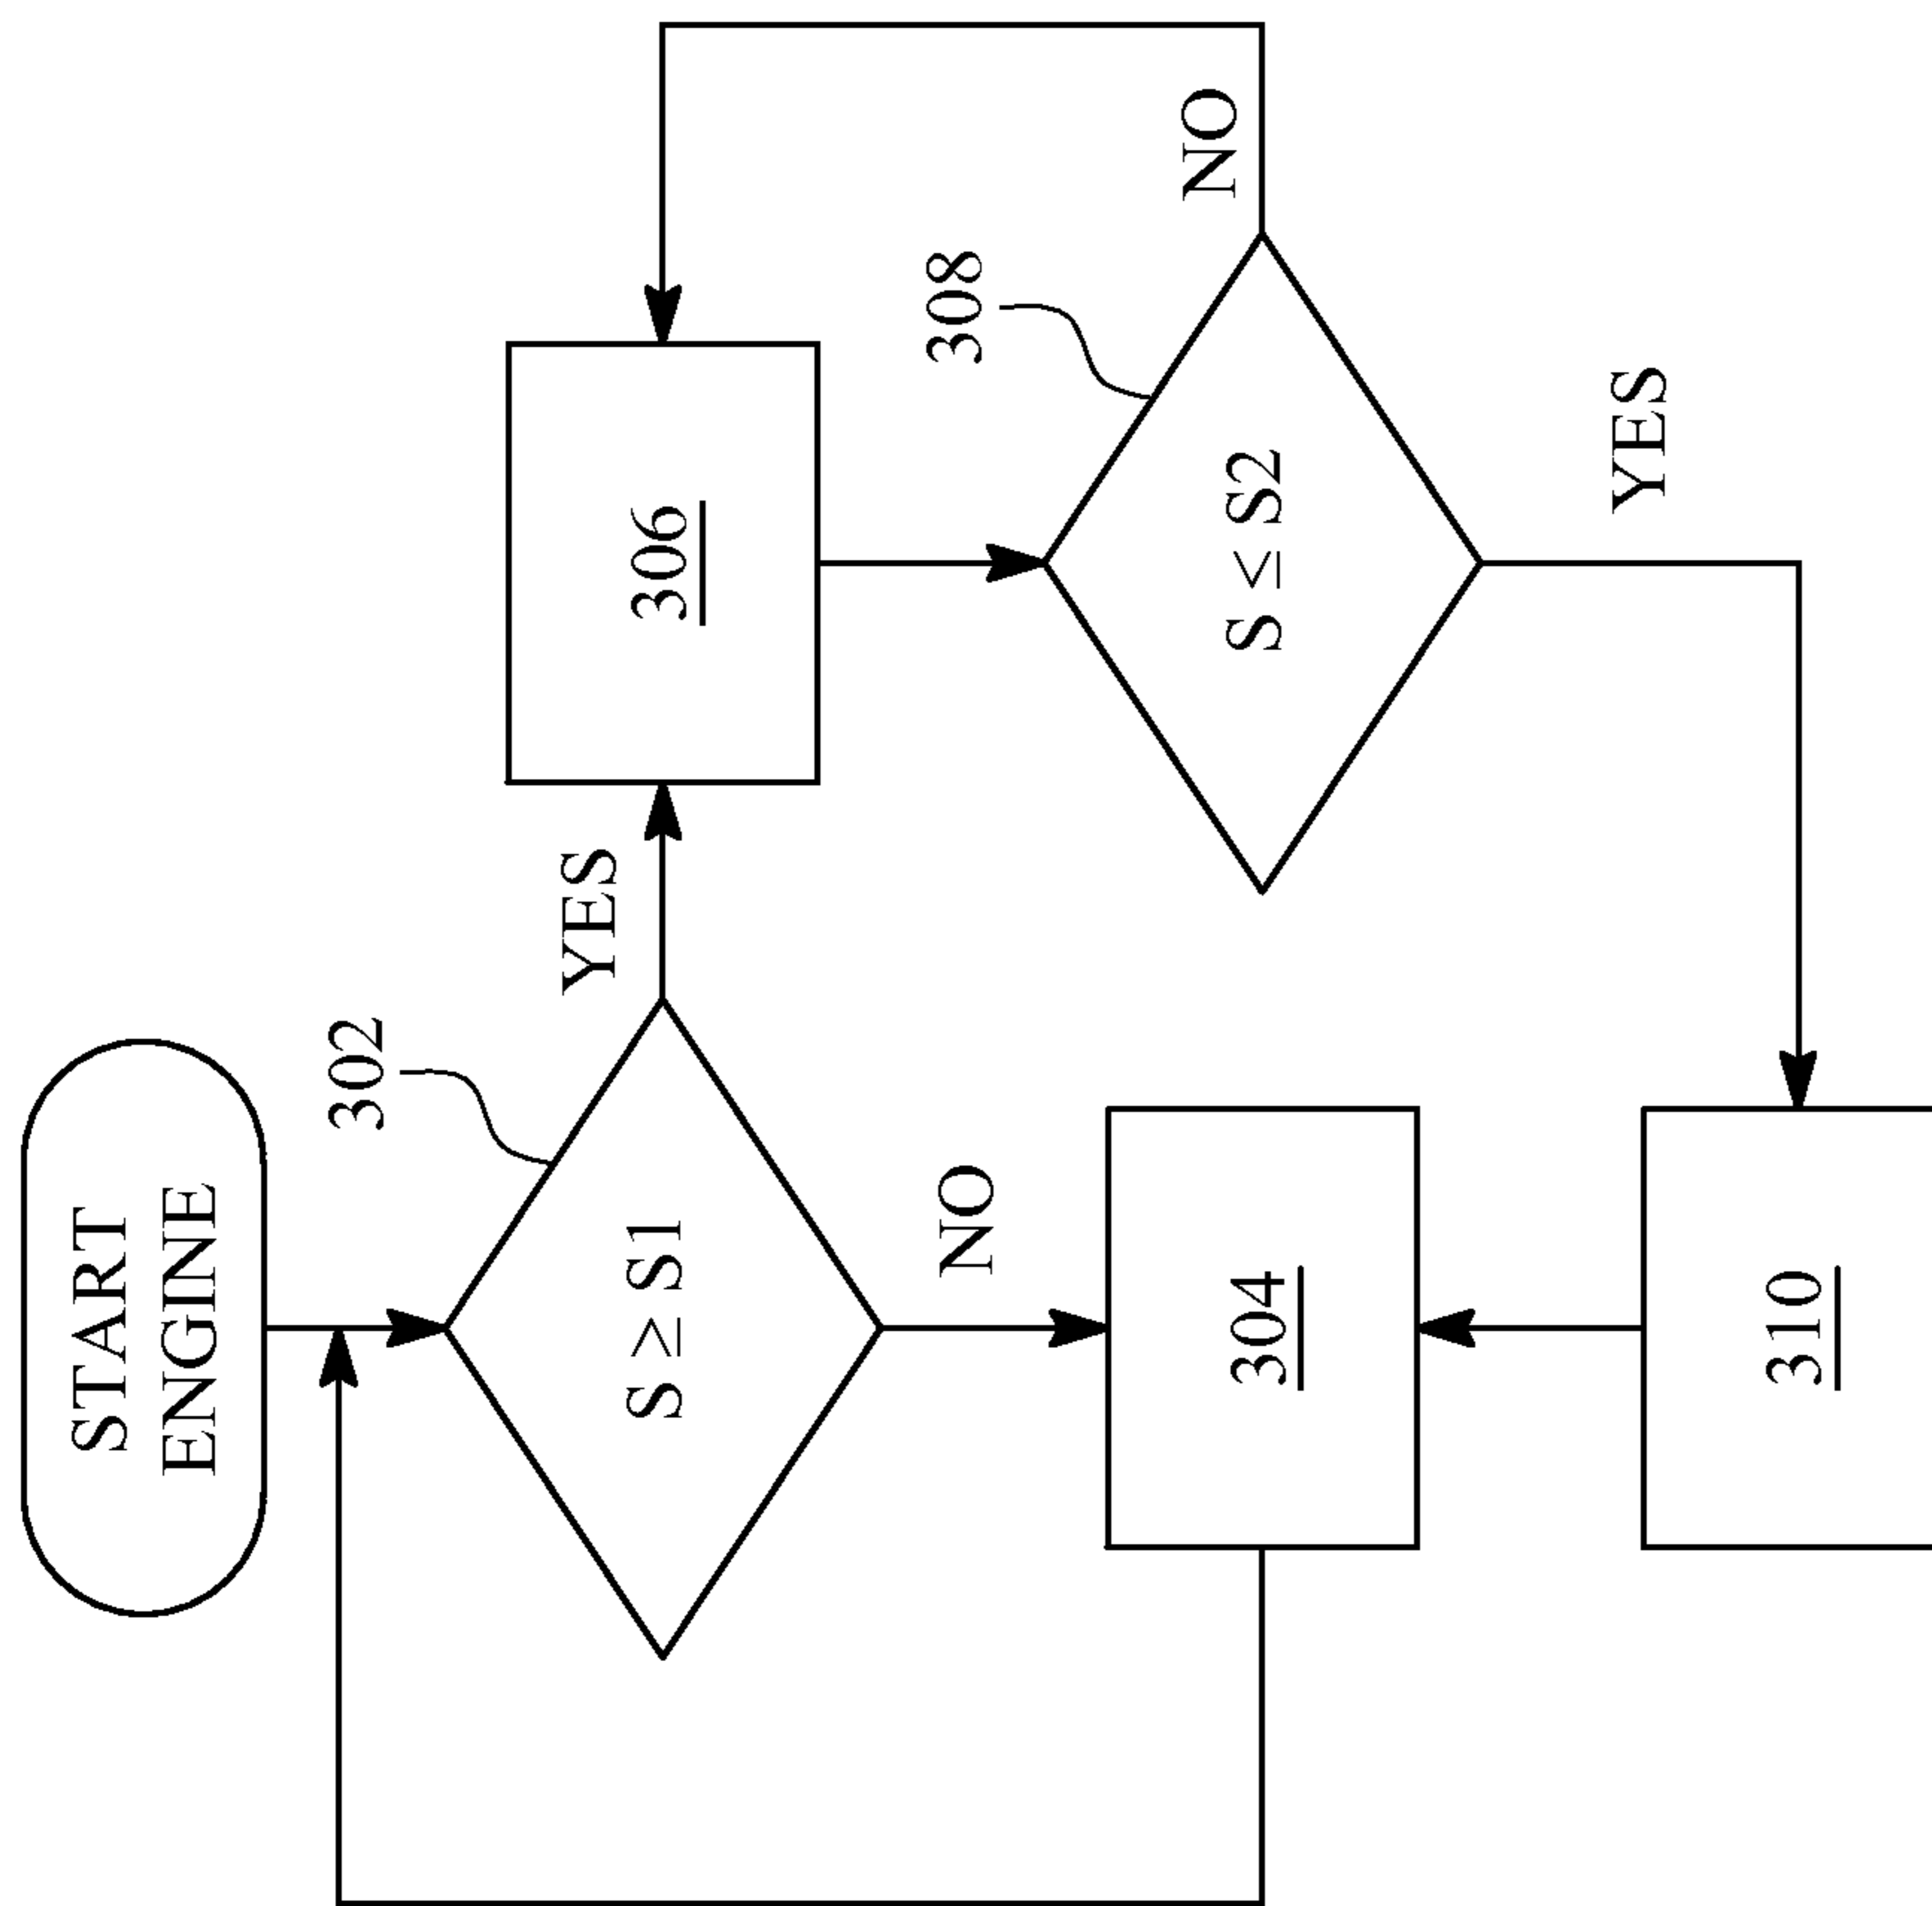 START
ENGINE
302
S ≥ S1
YES
306
NO
308
S ≤ S2
NO
304
YES
310